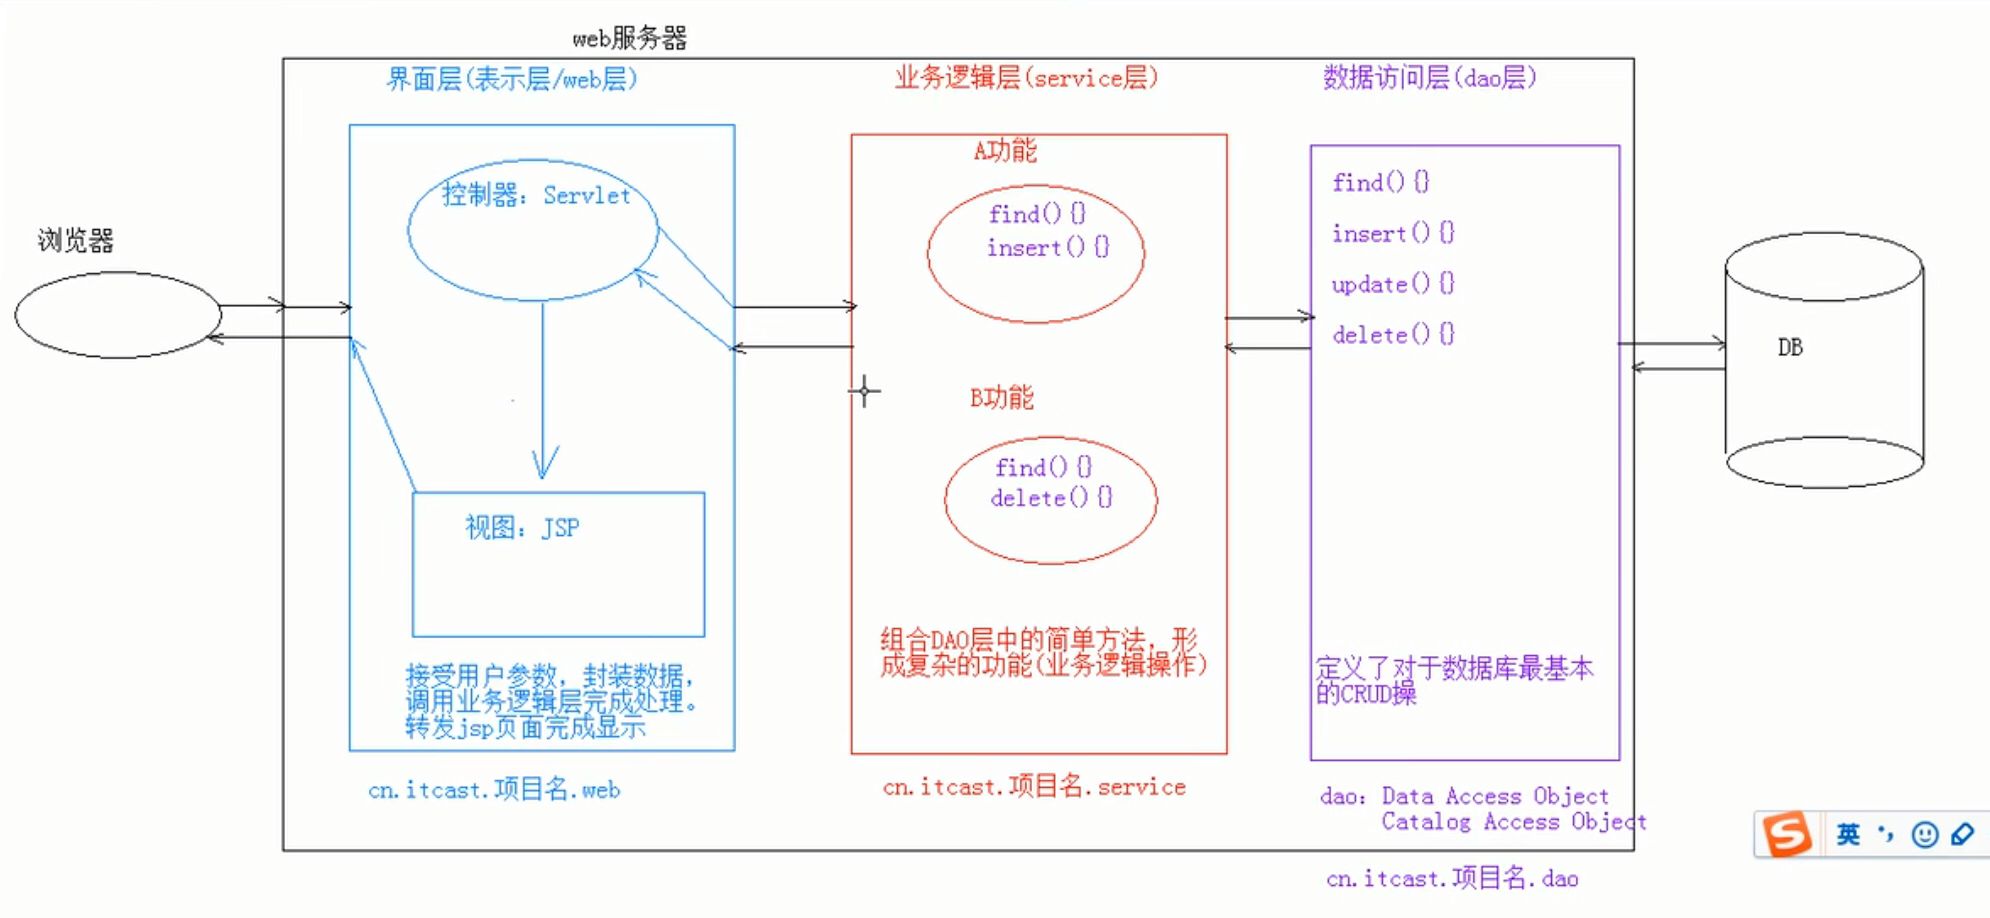 web服务器
界面层(表示层/web层)
业务逻辑层(service层)
数据访问层(dao层)
浏览器
控制器：Servlet
视图：JSP
接受用户参数，封装数据，
调用业务逻辑层完成处理。
转发jsp页面完成显示
cn.itcast.项目名.web
A功能
find(){}
insert(){}
B功能
find(){}
delete(){}
组合DAO层中的简单方法，形
成复杂的功能(业务逻辑操作)
cn.itcast.项目名.service
find(){}
insert(){}
update(){}
delete(){}
定义了对于数据库最基本
的CRUD操
dao：Data Access Object
Catalog Access Object
cn.itcast.项目名.dao
DB
S 英